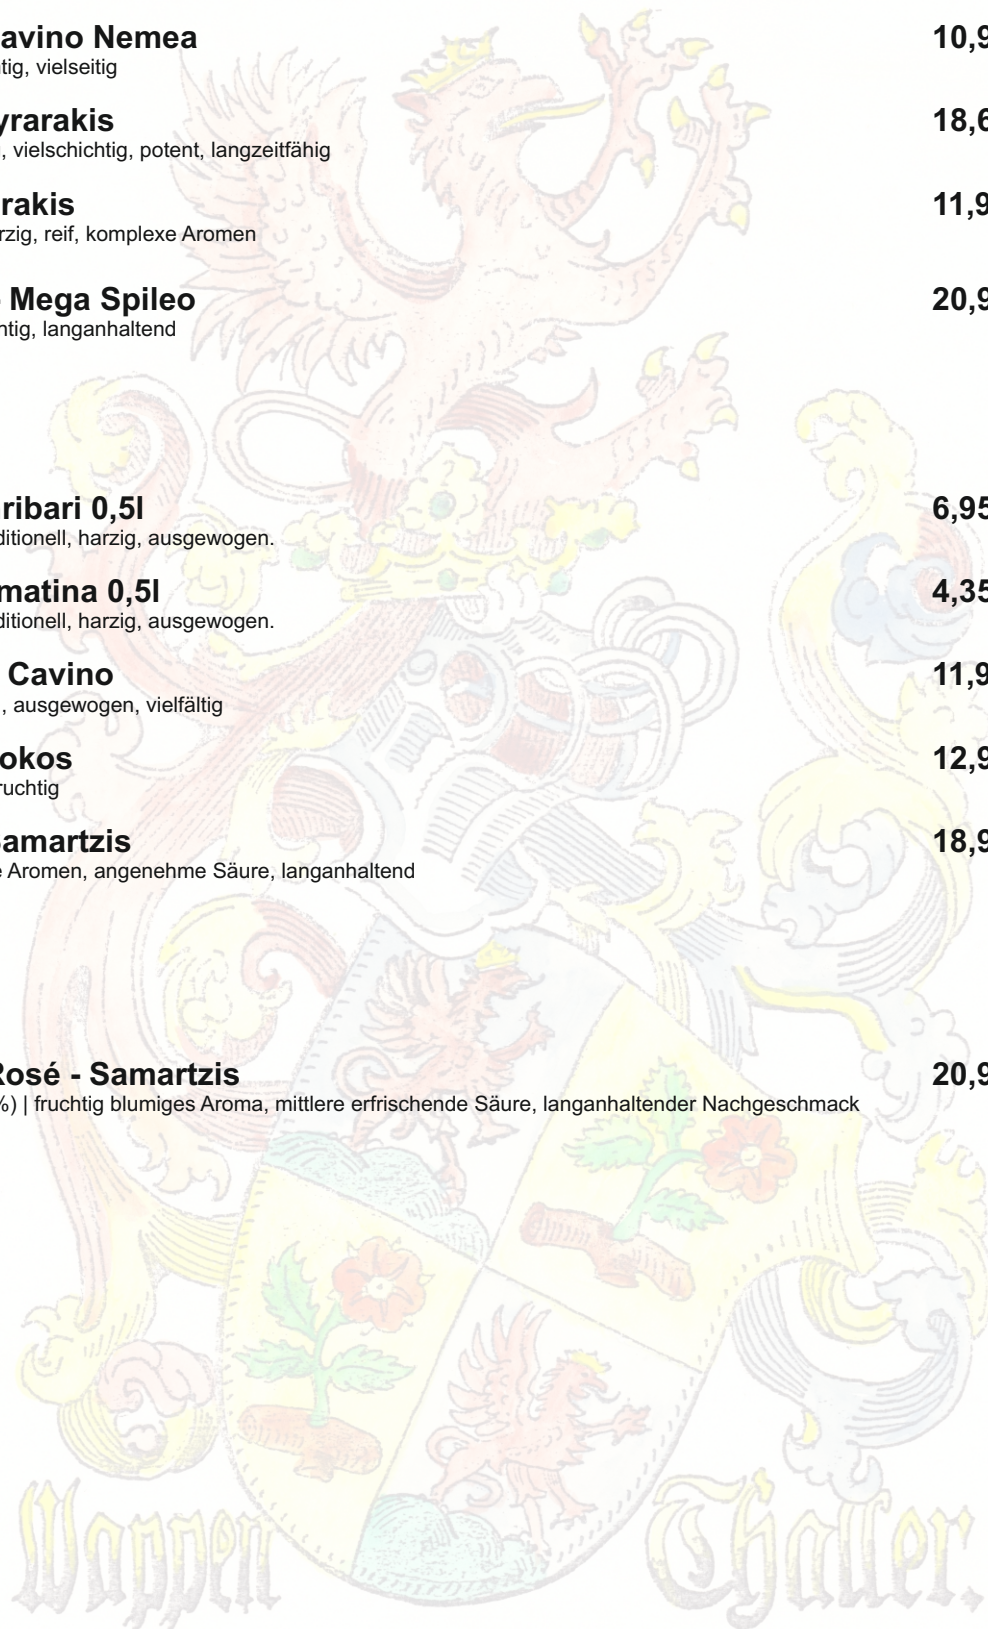 avino Nemea 10,9
tig, vielseitig
yrarakis 18,6
, vielschichtig, potent, langzeitfähig
rakis 11,9
rzig, reif, komplexe Aromen
Mega Spileo 20,9
htig, langanhaltend
ribari 0,5l 6,95
ditionell, harzig, ausgewogen.
matina 0,5l 4,35
ditionell, harzig, ausgewogen.
Cavino 11,9
, ausgewogen, vielfältig
okos 12,9
ruchtig
Samartzis 18,9
e Aromen, angenehme Säure, langanhaltend
Rosé - Samartzis 20,9
%) | fruchtig blumiges Aroma, mittlere erfrischende Säure, langanhaltender Nachgeschmack
Wappen Thaller.